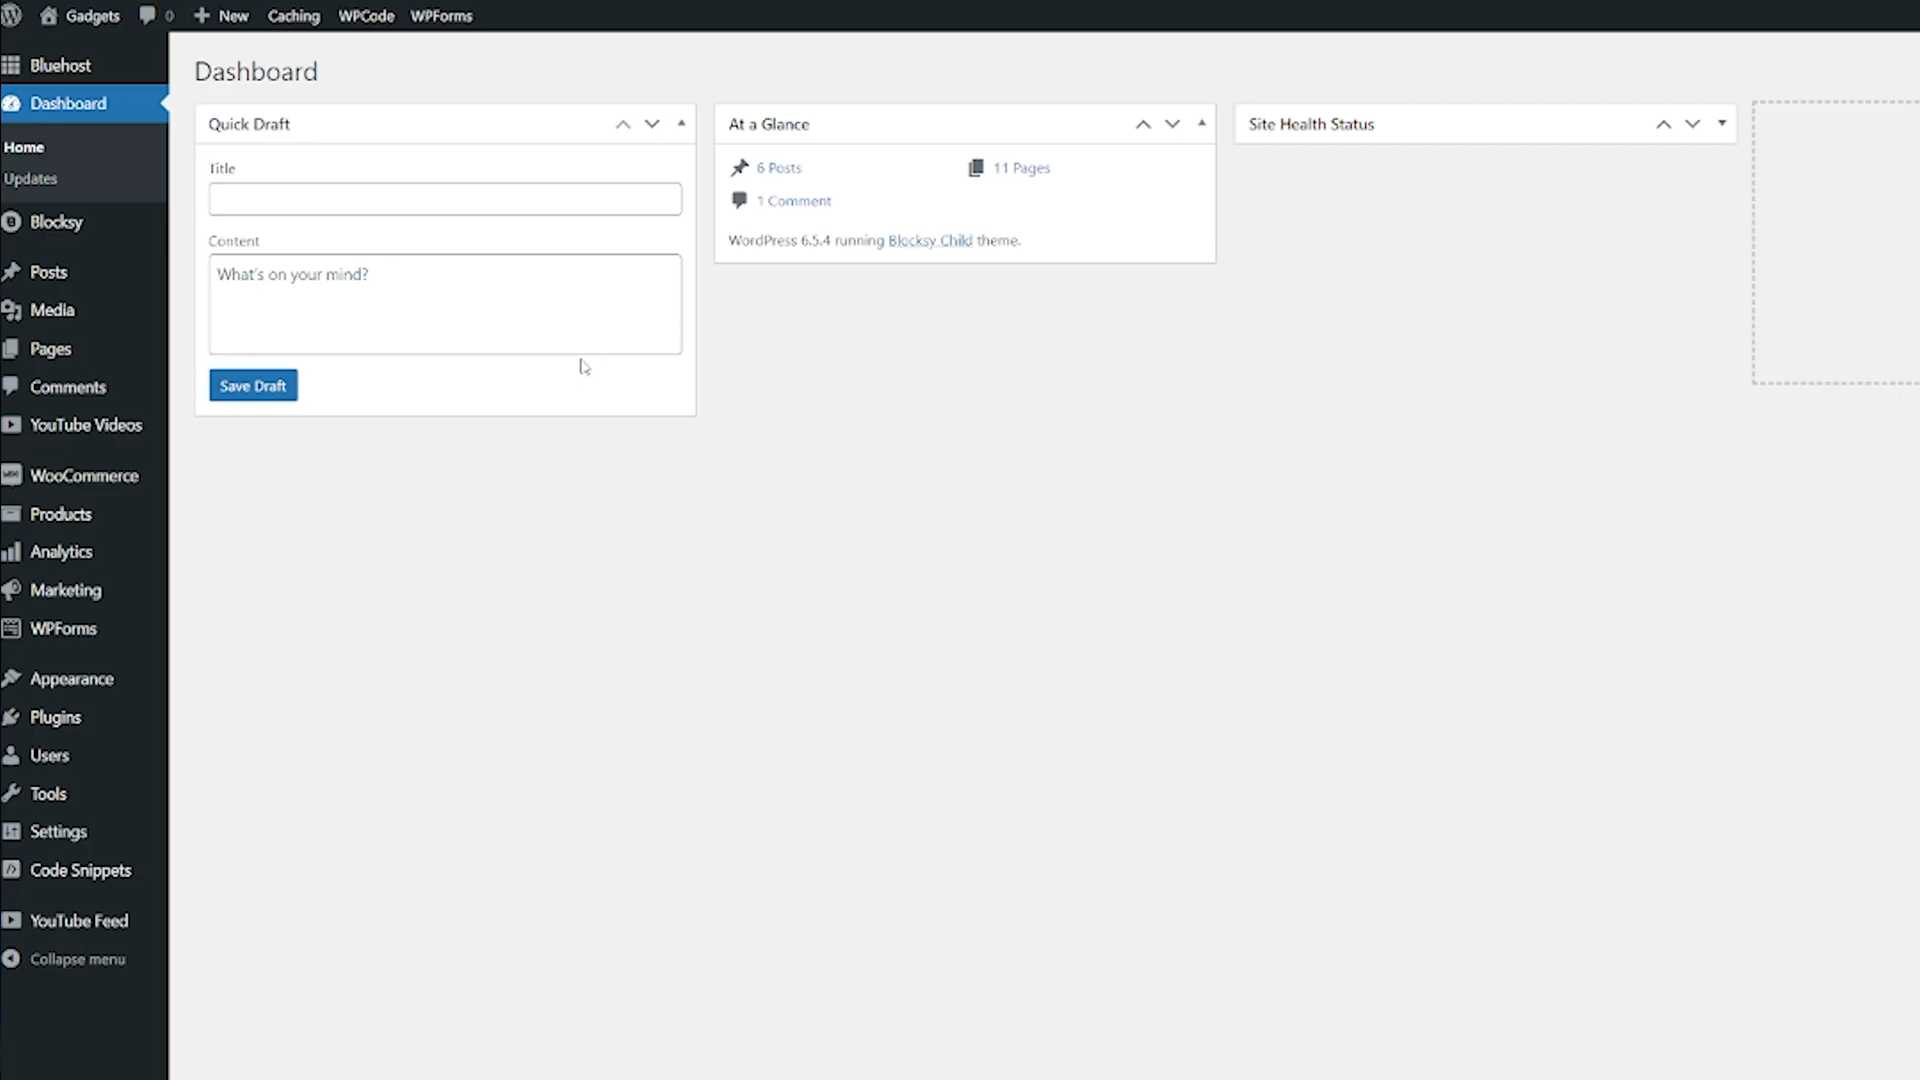 Gadgets 0 New Caching WPCode WPForms
Bluehost
Dashboard
Home
Updates
Blocksy
Posts
Media
Pages
Comments
YouTube Videos
WooCommerce
Products
Analytics
Marketing
WPForms
Appearance
Plugins
Users
Tools
Settings
Code Snippets
YouTube Feed
Collapse menu
Dashboard
Quick Draft
Title
Content
What's on your mind?
Save Draft
At a Glance
6 Posts
11 Pages
1 Comment
WordPress 6.5.4 running Blocksy Child theme.
Site Health Status